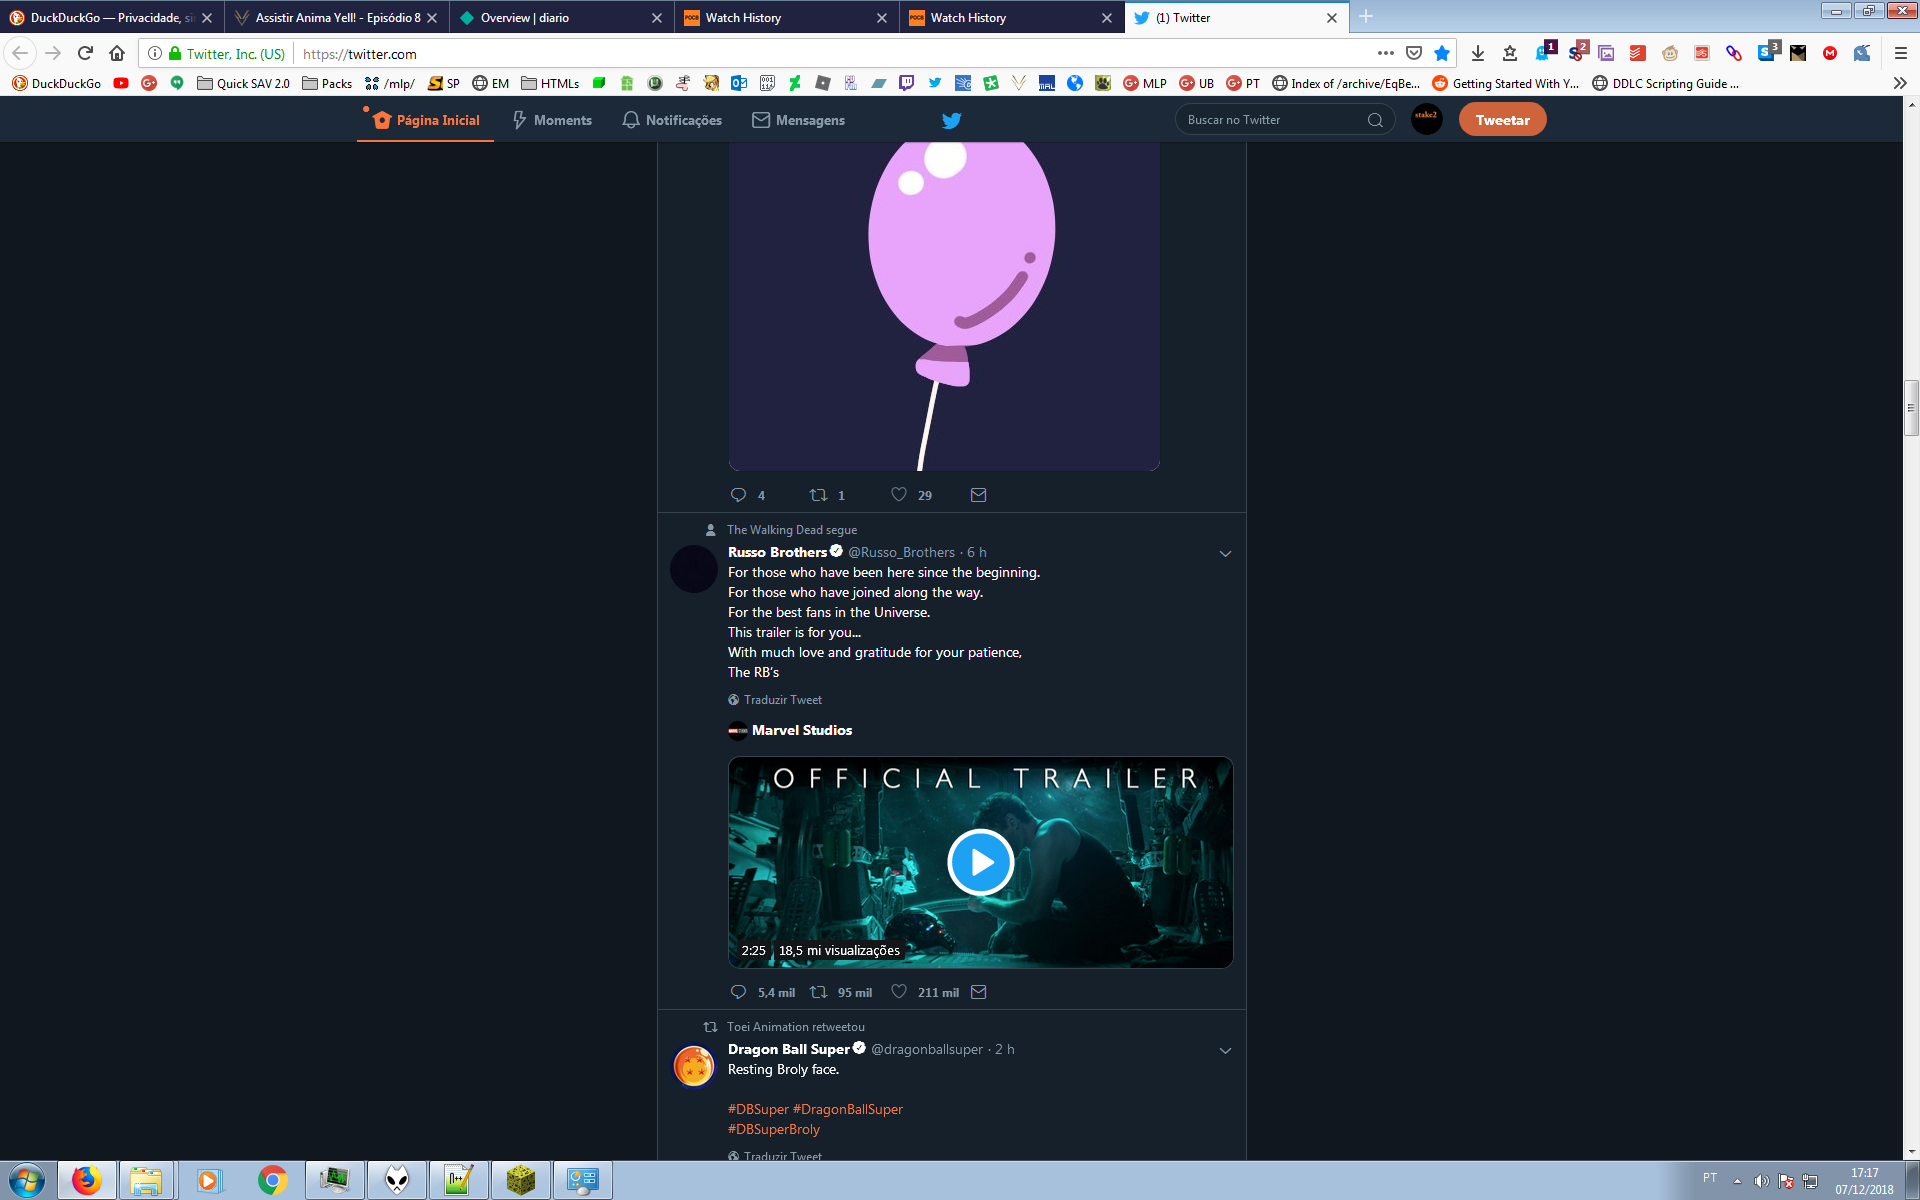 DuckDuckGo — Privacidade, si
Assistir Anima Yell! - Episódio 8
Overview | diario
Watch History
Watch History
(1) Twitter
Twitter, Inc. (US)
https://twitter.com
1
2
3
DuckDuckGo
Quick SAV 2.0
Packs
/mlp/
SP
EM
HTMLs
MAL
MLP
UB
PT
Index of /archive/EqBe...
Getting Started With Y...
DDLC Scripting Guide ...
Página Inicial
Moments
Notificações
Mensagens
Buscar no Twitter
stake2
Tweetar
4
1
29
The Walking Dead segue
Russo Brothers @Russo_Brothers · 6 h
For those who have been here since the beginning.
For those who have joined along the way.
For the best fans in the Universe.
This trailer is for you...
With much love and gratitude for your patience,
The RB's
Traduzir Tweet
Marvel Studios
OFFICIAL TRAILER
2:25
18,5 mi visualizações
5,4 mil
95 mil
211 mil
Toei Animation retweetou
Dragon Ball Super @dragonballsuper · 2 h
Resting Broly face.
#DBSuper #DragonBallSuper
#DBSuperBroly
Traduzir Tweet
PT
17:17
07/12/2018